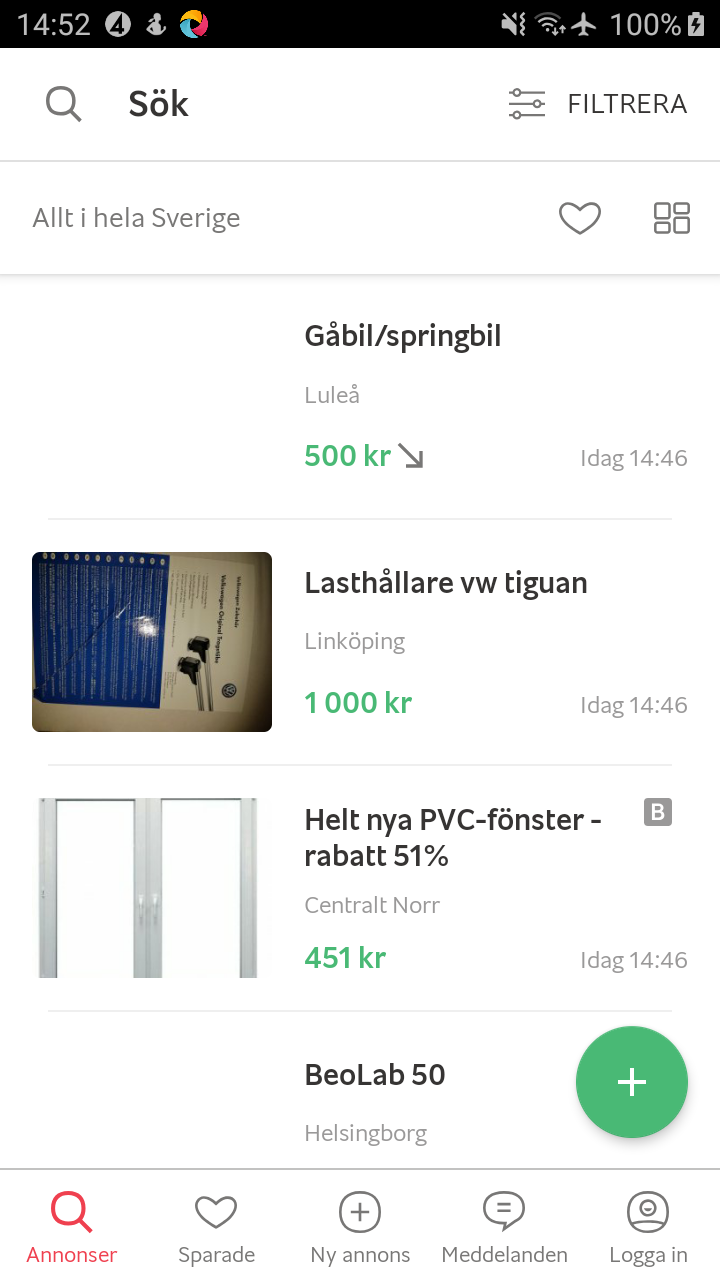 14:52
100%
Sök
FILTRERA
Allt i hela Sverige
Gåbil/springbil
Luleå
500 kr
Idag 14:46
Lasthållare vw tiguan
Linköping
1 000 kr
Idag 14:46
Helt nya PVC-fönster -
rabatt 51%
B
Centralt Norr
451 kr
Idag 14:46
BeoLab 50
Helsingborg
Annonser
Sparade
Ny annons
Meddelanden
Logga in